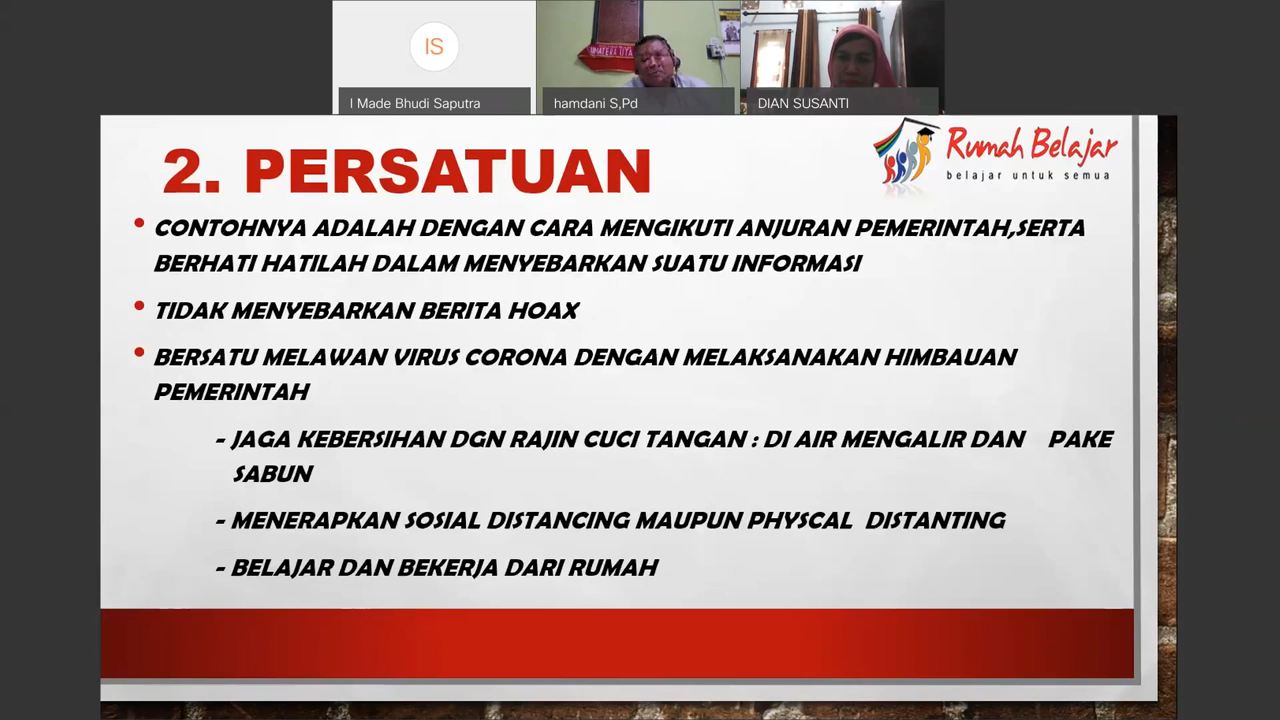 IS
I Made Bhudi Saputra
hamdani S,Pd
DIAN SUSANTI
Rumah Belajar
belajar untuk semua
2. PERSATUAN
• CONTOHNYA ADALAH DENGAN CARA MENGIKUTI ANJURAN PEMERINTAH,SERTA
BERHATI HATILAH DALAM MENYEBARKAN SUATU INFORMASI
• TIDAK MENYEBARKAN BERITA HOAX
• BERSATU MELAWAN VIRUS CORONA DENGAN MELAKSANAKAN HIMBAUAN
PEMERINTAH
- JAGA KEBERSIHAN DGN RAJIN CUCI TANGAN : DI AIR MENGALIR DAN PAKE
SABUN
- MENERAPKAN SOSIAL DISTANCING MAUPUN PHYSCAL DISTANTING
- BELAJAR DAN BEKERJA DARI RUMAH